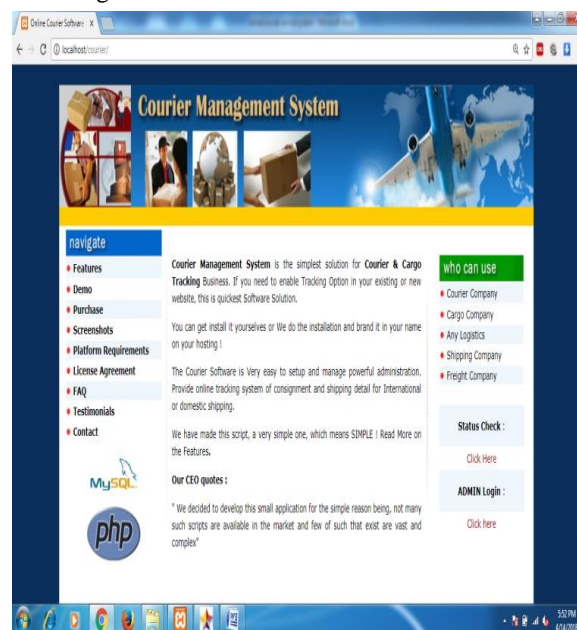 Online Courier Software
localhost/courier/
Courier Management System
navigate
Features
Demo
Purchase
Screenshots
Platform Requirements
License Agreement
FAQ
Testimonials
Contact
MySQL
php
Courier Management System is the simplest solution for Courier & Cargo
Tracking Business. If you need to enable Tracking Option in your existing or new
website, this is quickest Software Solution.
You can get install it yourselves or We do the installation and brand it in your name
on your hosting !
The Courier Software is Very easy to setup and manage powerful administration.
Provide online tracking system of consignment and shipping detail for International
or domestic shipping.
We have made this script, a very simple one, which means SIMPLE ! Read More on
the Features.
Our CEO quotes :
" We decided to develop this small application for the simple reason being, not many
such scripts are available in the market and few of such that exist are vast and
complex"
who can use
Courier Company
Cargo Company
Any Logistics
Shipping Company
Freight Company
Status Check :
Click Here
ADMIN Login :
Click here
5:52 PM